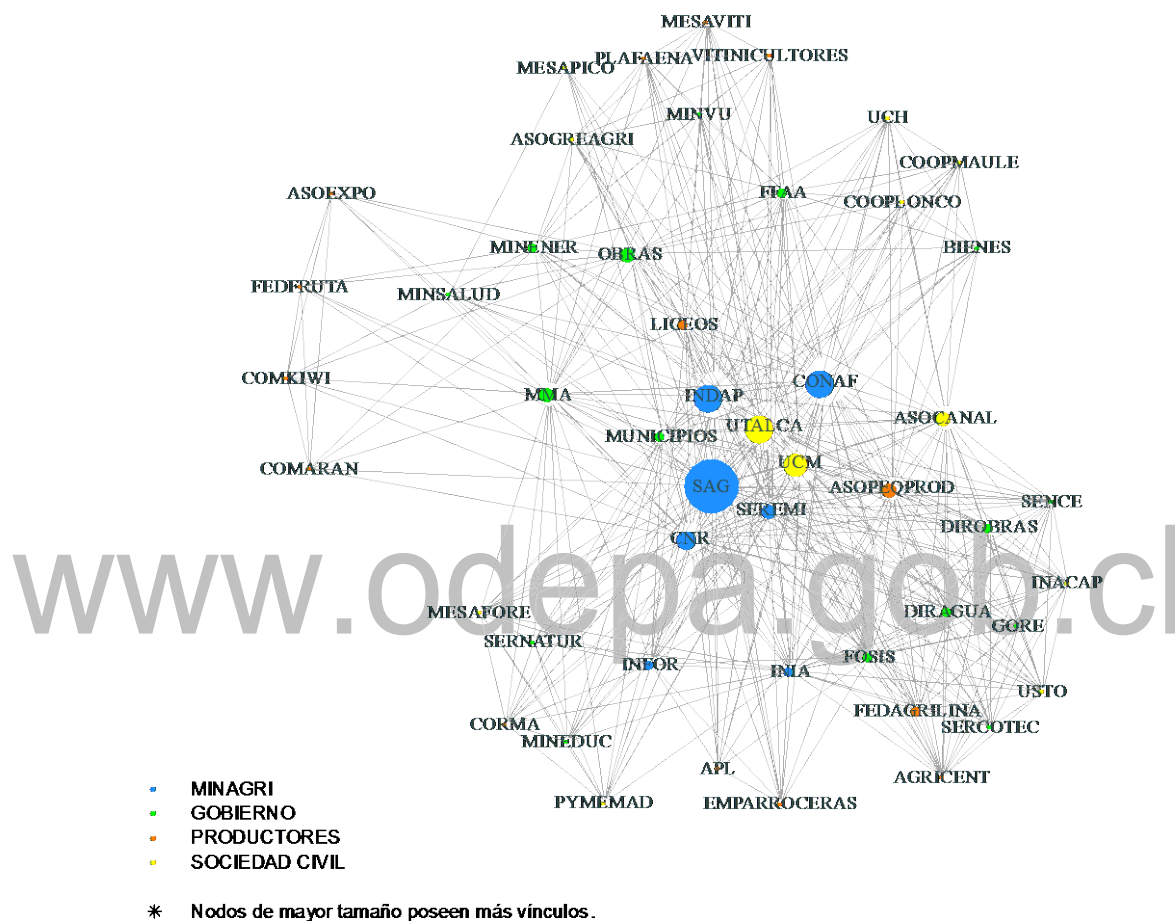 MESAVITI
PLAFAENA
VITINICULTORES
MESAPICO
MINVU
UCH
ASOGREAGRI
COOPMAULE
ASOEXPO
FFAA
COOPLONCO
MINENER
OBRAS
BIENES
FEDFRUTA
MINSALUD
LICEOS
COMKIWI
CONAF
MMA
INDAP
ASOCANAL
UTALCA
MUNICIPIOS
UCM
COMARAN
SAG
ASOPEQPROD
SENCE
SEREMI
DIROBRAS
CNR
www.odepa.gob.cl
INACAP
MESAFORE
DIRAGUA
GORE
SERNATUR
FOSIS
INFOR
INIA
USTO
FEDAGRILINA
CORMA
SERCOTEC
MINEDUC
APL
AGRICENT
PYMEMAD
EMPARROCERAS
MINAGRI
GOBIERNO
PRODUCTORES
SOCIEDAD CIVIL
* Nodos de mayor tamaño poseen más vínculos.